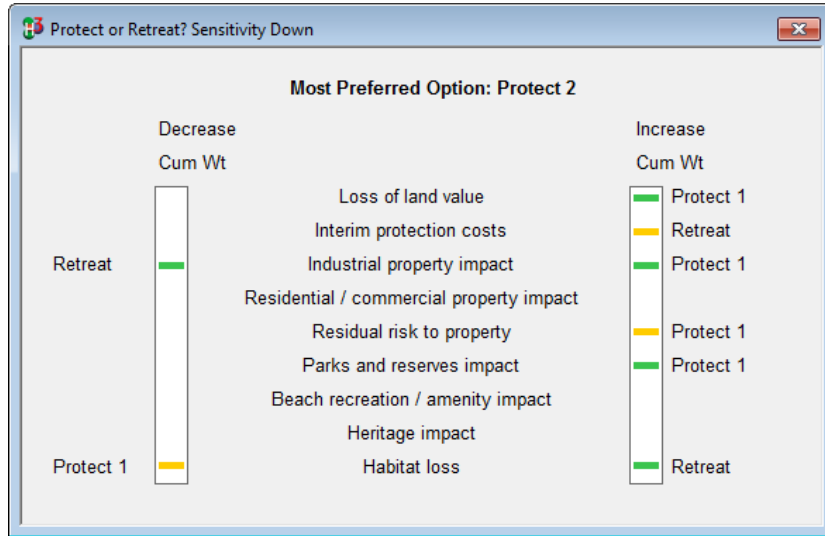 Protect or Retreat? Sensitivity Down
Most Preferred Option: Protect 2
Decrease Increase
Cum Wt Cum Wt
Loss of land value Protect 1
Interim protection costs Retreat
Retreat Industrial property impact Protect 1
Residential / commercial property impact
Residual risk to property Protect 1
Parks and reserves impact Protect 1
Beach recreation / amenity impact
Heritage impact
Protect 1 Habitat loss Retreat